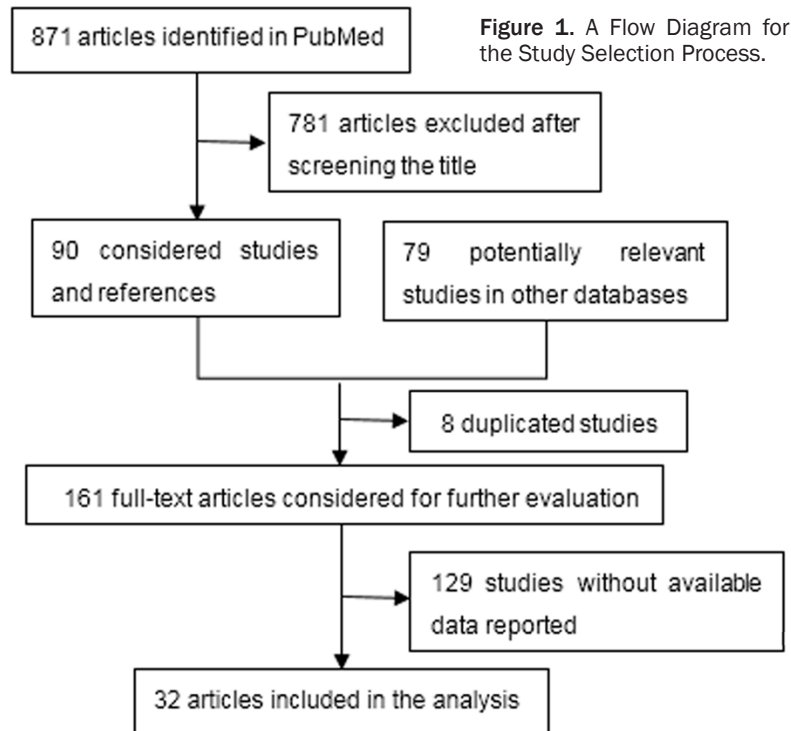 871 articles identified in PubMed
Figure 1. A Flow Diagram for
the Study Selection Process.
781 articles excluded after
screening the title
90 considered studies
and references
79 potentially relevant
studies in other databases
8 duplicated studies
161 full-text articles considered for further evaluation
129 studies without available
data reported
32 articles included in the analysis